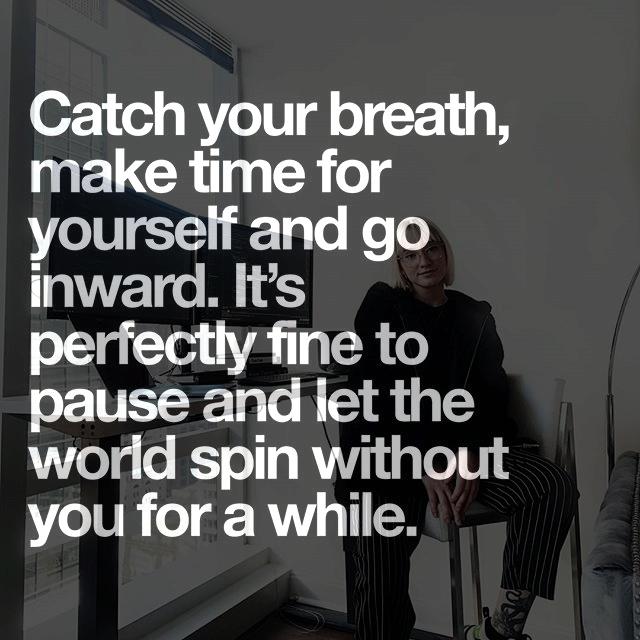 Catch your breath,
make time for
yourself and go
inward. It’s
perfectly fine to
pause and let the
world spin without
you for a while.